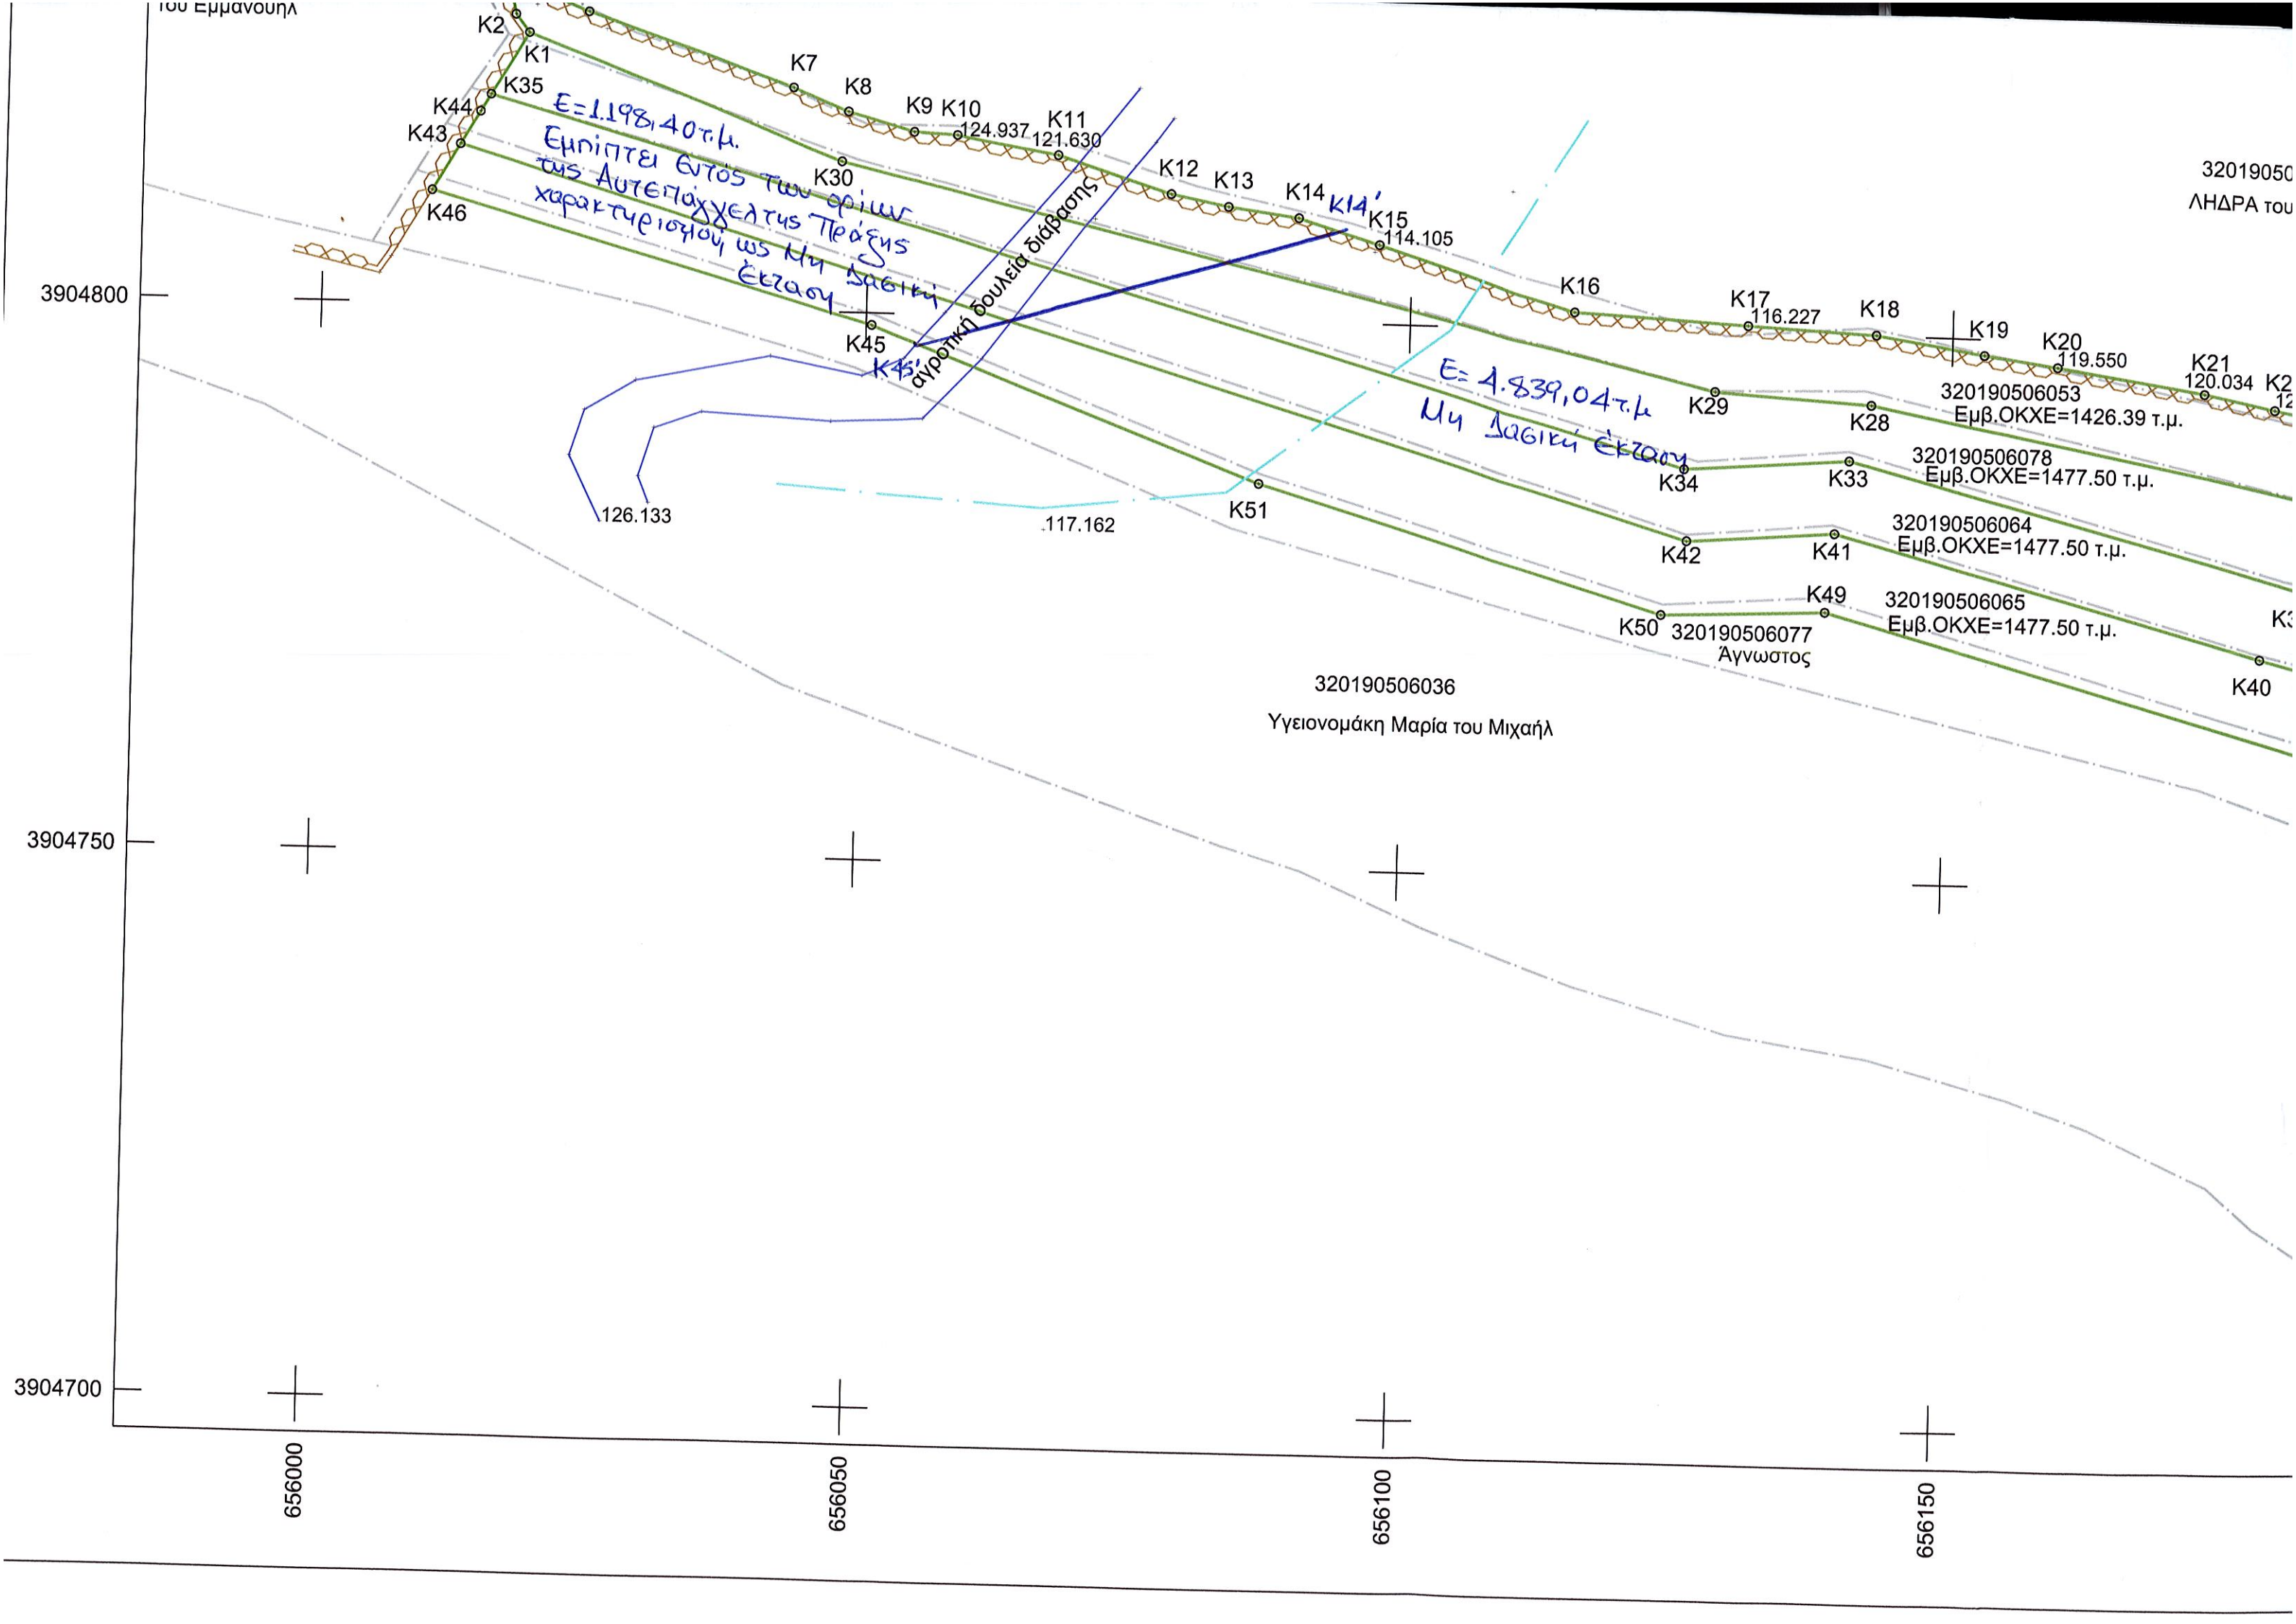 του Εμμανουήλ
K2
K1
K35
K44
K43
K46
K7
K8
K9 K10
124.937
K11
121.630
K12
K13
K14
K14'
K15
114.105
K16
K17
116.227
K18
K19
K20
119.550
K21
120.034
K30
E=1.198,40τ.μ.
Εμπίπτει Εντός των ορίων
της Αυτεπάγγελτης Πράξης
χαρακτηρισμού ως Μη Δασική
Έκταση
αγροτική δουλεία διάβασης
32019050
ΛΗΔΡΑ του
3904800
K45
K45'
E= 4.839,04τ.μ
Μη Δασική Έκταση
K29
K28
320190506053
Εμβ.ΟΚΧΕ=1426.39 τ.μ.
K34
K33
320190506078
Εμβ.ΟΚΧΕ=1477.50 τ.μ.
126.133
117.162
K51
K42
K41
320190506064
Εμβ.ΟΚΧΕ=1477.50 τ.μ.
K50
K49
320190506077
Άγνωστος
320190506065
Εμβ.ΟΚΧΕ=1477.50 τ.μ.
K40
320190506036
Υγειονομάκη Μαρία του Μιχαήλ
3904750
3904700
656000
656050
656100
656150